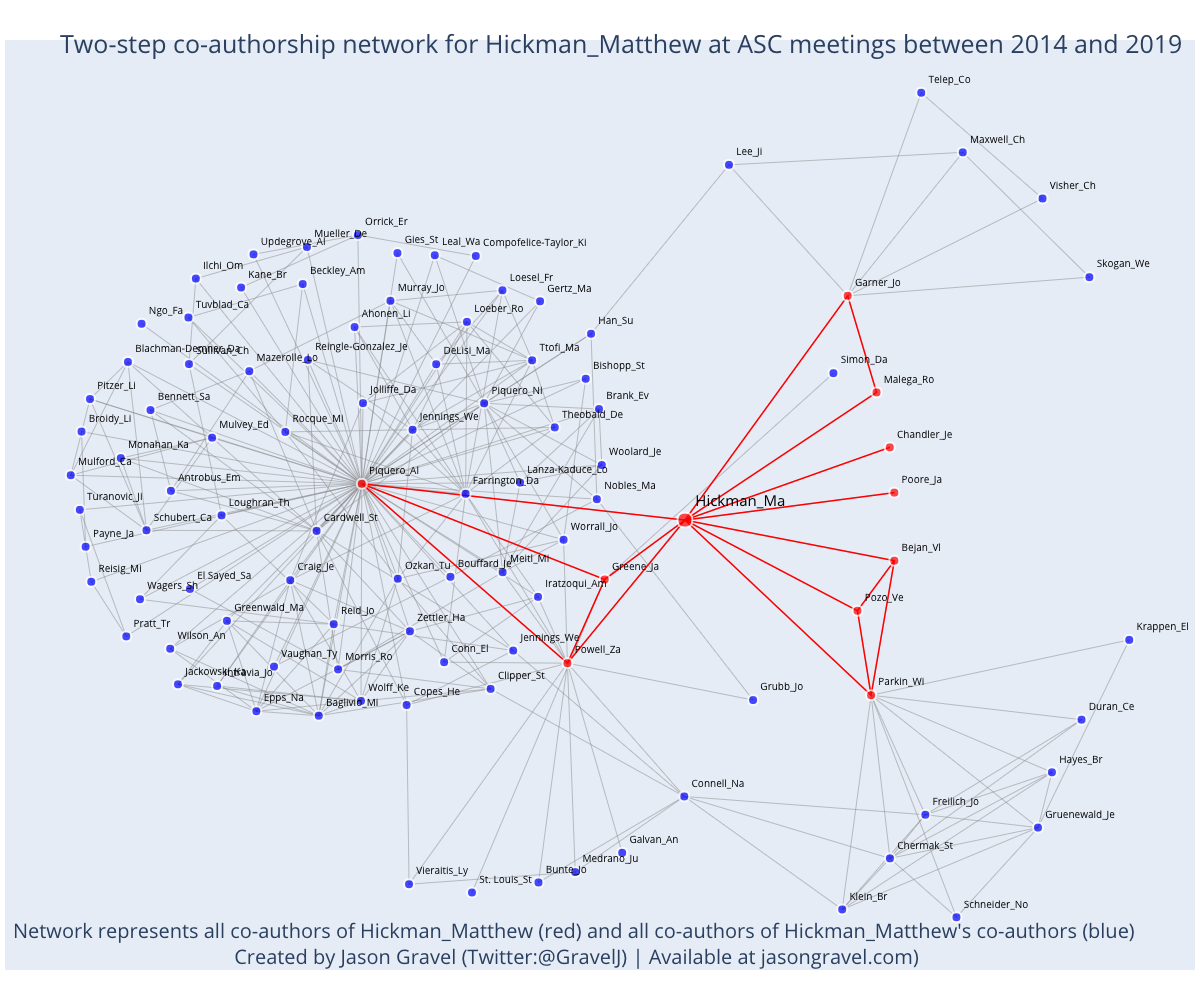 Two-step co-authorship network for Hickman_Matthew at ASC meetings between 2014 and 2019
Telep_Co
Maxwell_Ch
Lee_Ji
Visher_Ch
Orrick_Er
Mueller_De
Updegrove_Al
Gies_St
Leal_Wa
Compofelice-Taylor_Ki
Ilchi_Om
Kane_Br
Beckley_Am
Loesel_Fr
Skogan_We
Murray_Jo
Gertz_Ma
Garner_Jo
Tuvblad_Ca
Ngo_Fa
Ahonen_Li
Loeber_Ro
Han_Su
Blachman-Demner_Da
Sullivan_Ch
Mazerolle_Lo
Reingle-Gonzalez_Je
DeLisi_Ma
Ttofi_Ma
Simon_Da
Bishopp_St
Malega_Ro
Pitzer_Li
Bennett_Sa
Jolliffe_Da
Piquero_Ni
Brank_Ev
Broidy_Li
Mulvey_Ed
Rocque_Mi
Jennings_We
Theobald_De
Chandler_Je
Monahan_Ka
Woolard_Je
Mulford_Ca
Antrobus_Em
Piquero_Al
Farrington_Da
Lanza-Kaduce_Lo
Nobles_Ma
Poore_Ja
Turanovic_Ji
Loughran_Th
Hickman_Ma
Schubert_Ca
Cardwell_St
Worrall_Jo
Payne_Ja
Bejan_Vl
Craig_Je
Ozkan_Tu
Bouffard_Je
Meitl_Mi
Greene_Ja
Reisig_Mi
Wagers_Sh
El Sayed_Sa
Iratzoqui_Am
Greenwald_Ma
Reid_Jo
Zettler_Ha
Pozo_Ve
Pratt_Tr
Wilson_An
Jennings_We
Krappen_El
Vaughan_Ty
Morris_Ro
Cohn_El
Powell_Za
Jackowski_Ka
Intravia_Jo
Wolff_Ke
Copes_He
Clipper_St
Grubb_Jo
Parkin_Wi
Epps_Na
Baglivio_Mi
Duran_Ce
Hayes_Br
Connell_Na
Freilich_Jo
Gruenewald_Je
Galvan_An
Chermak_St
Medrano_Ju
Vieraitis_Ly
St. Louis_St
Bunte_Jo
Klein_Br
Schneider_No
Network represents all co-authors of Hickman_Matthew (red) and all co-authors of Hickman_Matthew's co-authors (blue)
Created by Jason Gravel (Twitter:@GravelJ) | Available at jasongravel.com)